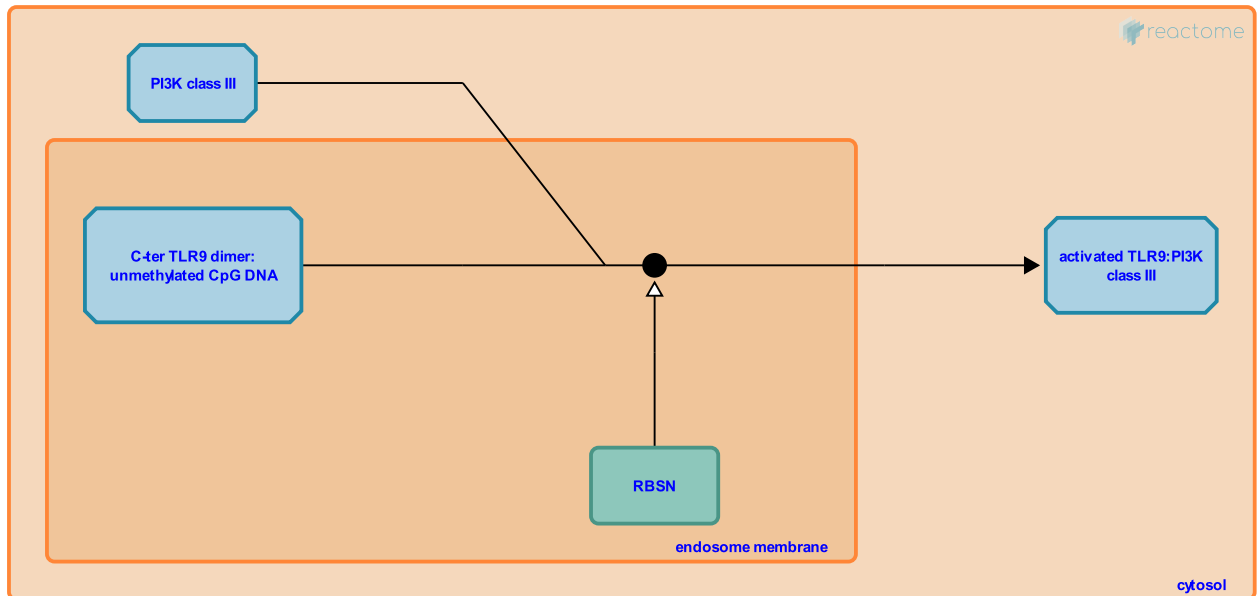 reactome
PI3K class III
C-ter TLR9 dimer:
unmethylated CpG DNA
activated TLR9:PI3K
class III
RBSN
endosome membrane
cytosol